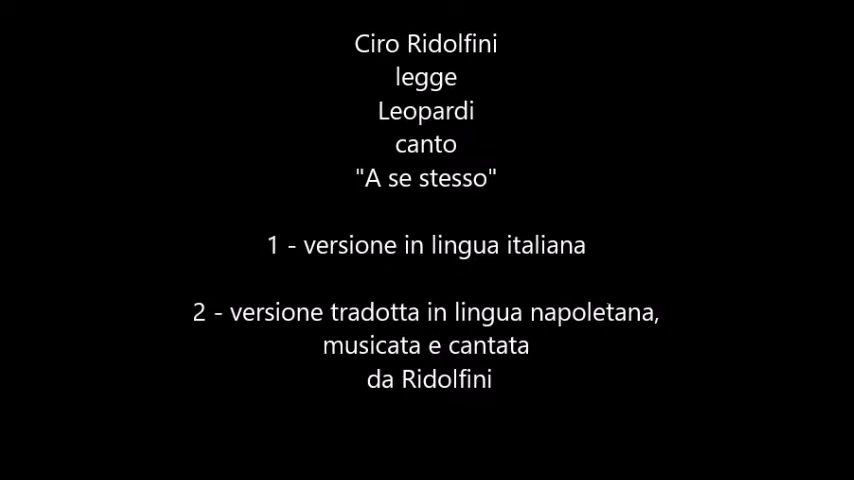 Ciro Ridolfini
legge
Leopardi
canto
"A se stesso"
1 - versione in lingua italiana
2 - versione tradotta in lingua napoletana,
musicata e cantata
da Ridolfini